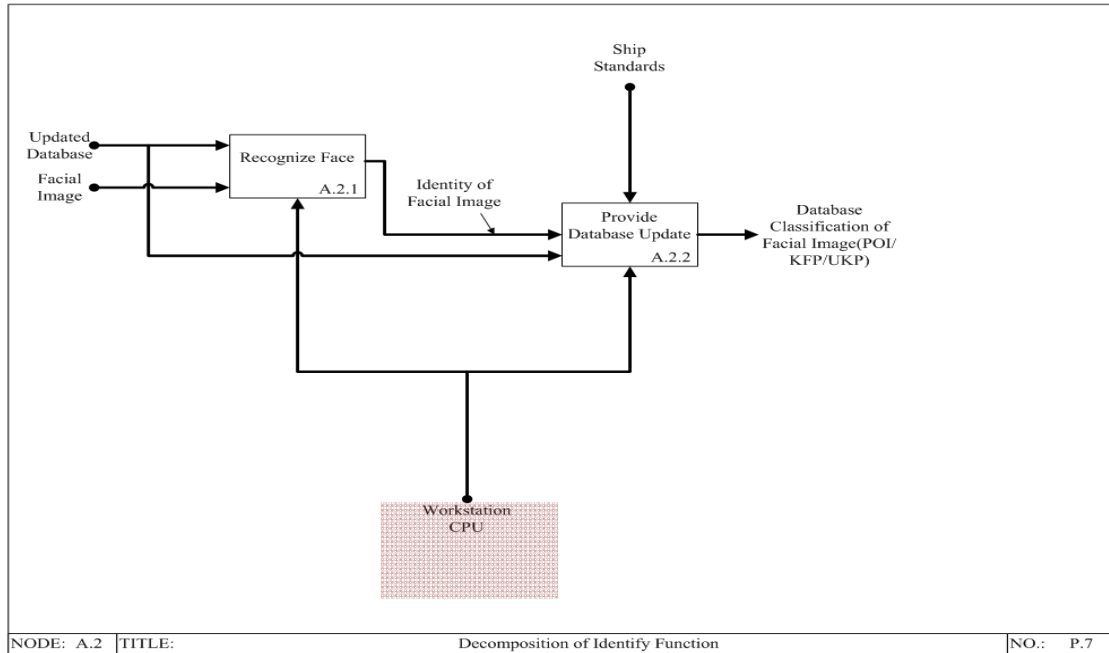 Ship
Standards
Updated
Database
Facial
Image
Recognize Face
A.2.1
Identity of
Facial Image
Provide
Database Update
A.2.2
Database
Classification of
Facial Image(POI/
KFP/UKP)
Workstation
CPU
NODE: A.2 TITLE: Decomposition of Identify Function NO.: P.7